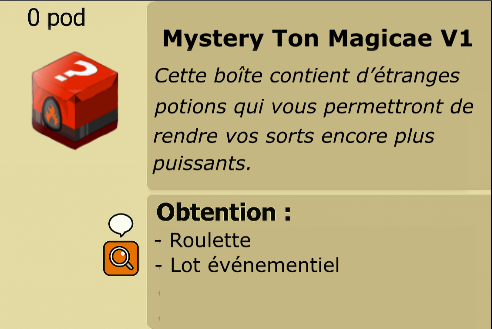 0 pod
Mystery Ton Magicae V1
Cette boîte contient d’étranges
potions qui vous permettront de
rendre vos sorts encore plus
puissants.
Obtention :
- Roulette
- Lot événementiel